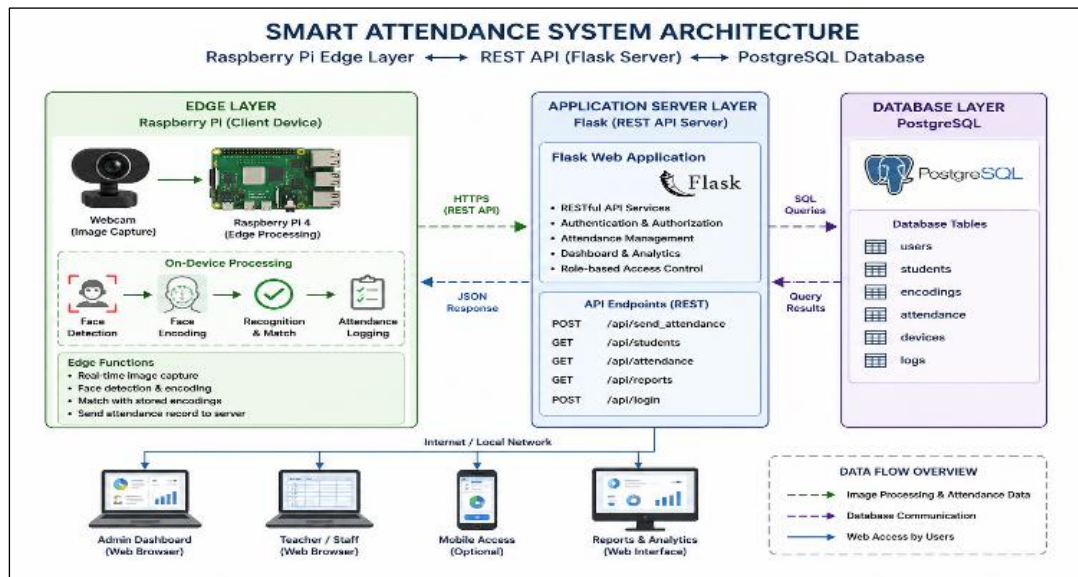 SMART ATTENDANCE SYSTEM ARCHITECTURE
Raspberry Pi Edge Layer ⟷ REST API (Flask Server) ⟷ PostgreSQL Database
EDGE LAYER
Raspberry Pi (Client Device)
Webcam
(Image Capture)
Raspberry Pi 4
(Edge Processing)
On-Device Processing
Face
Detection
Face
Encoding
Recognition
& Match
Attendance
Logging
Edge Functions
• Real-time image capture
• Face detection & encoding
• Match with stored encodings
• Send attendance record to server
HTTPS
(REST API)
JSON
Response
APPLICATION SERVER LAYER
Flask (REST API Server)
Flask Web Application
Flask
• RESTful API Services
• Authentication & Authorization
• Attendance Management
• Dashboard & Analytics
• Role-based Access Control
API Endpoints (REST)
POST /api/send_attendance
GET /api/students
GET /api/attendance
GET /api/reports
POST /api/login
SQL
Queries
Query
Results
DATABASE LAYER
PostgreSQL
PostgreSQL
Database Tables
users
students
encodings
attendance
devices
logs
Internet / Local Network
Admin Dashboard
(Web Browser)
Teacher / Staff
(Web Browser)
Mobile Access
(Optional)
Reports & Analytics
(Web Interface)
DATA FLOW OVERVIEW
Image Processing & Attendance Data
Database Communication
Web Access by Users